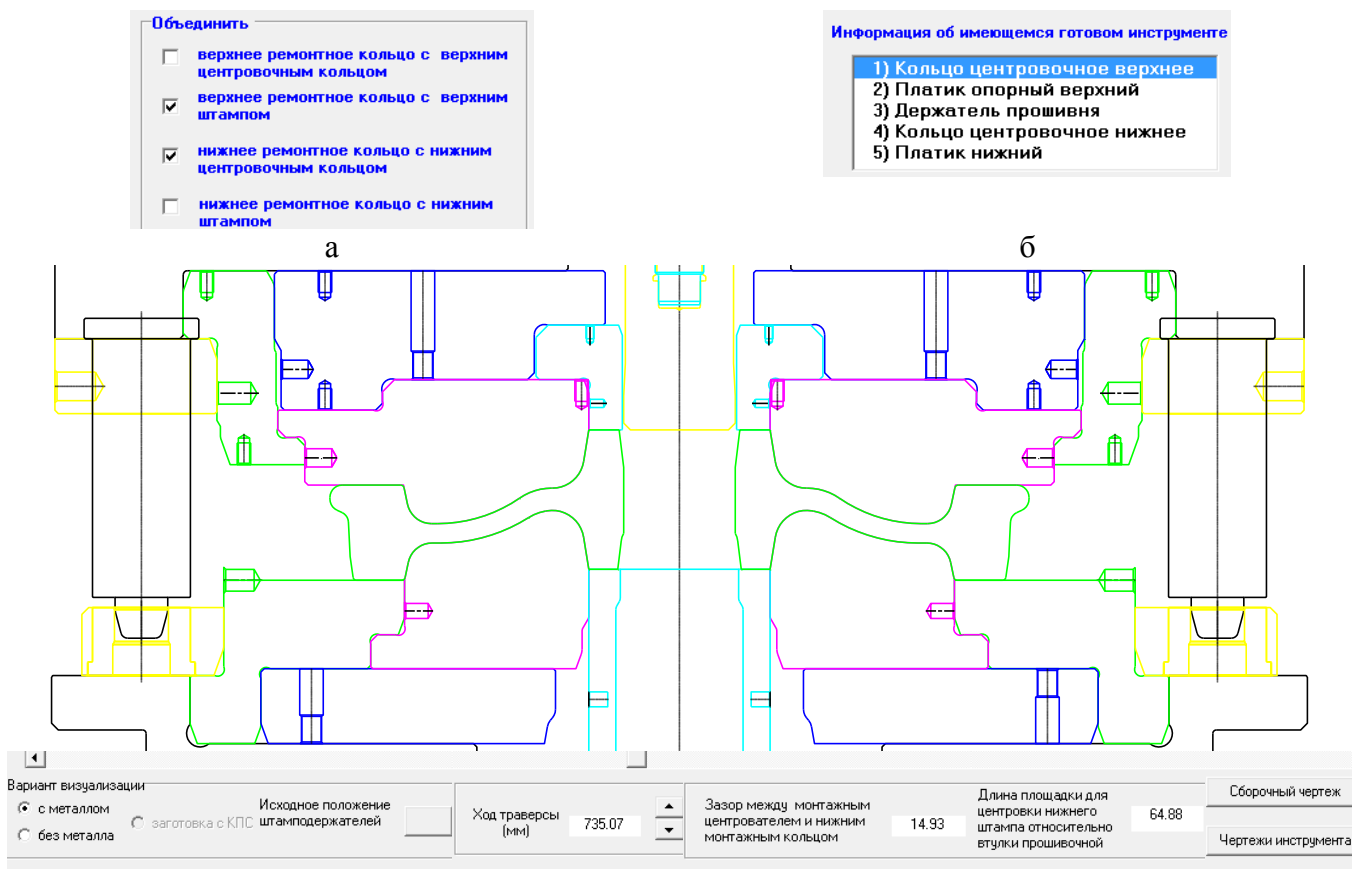 Объединить
верхнее ремонтное кольцо с верхним
центровочным кольцом
верхнее ремонтное кольцо с верхним
штампом
нижнее ремонтное кольцо с нижним
центровочным кольцом
нижнее ремонтное кольцо с нижним
штампом
а
Информация об имеющемся готовом инструменте
1) Кольцо центровочное верхнее
2) Платик опорный верхний
3) Держатель прошивня
4) Кольцо центровочное нижнее
5) Платик нижний
б
Вариант визуализации
с металлом
без металла
заготовка с КПС
Исходное положение
штамподержателей
Ход траверсы
(мм)
735.07
Зазор между монтажным
центрователем и нижним
монтажным кольцом
14.93
Длина площадки для
центровки нижнего
штампа относительно
втулки прошивочной
64.88
Сборочный чертеж
Чертежи инструмента